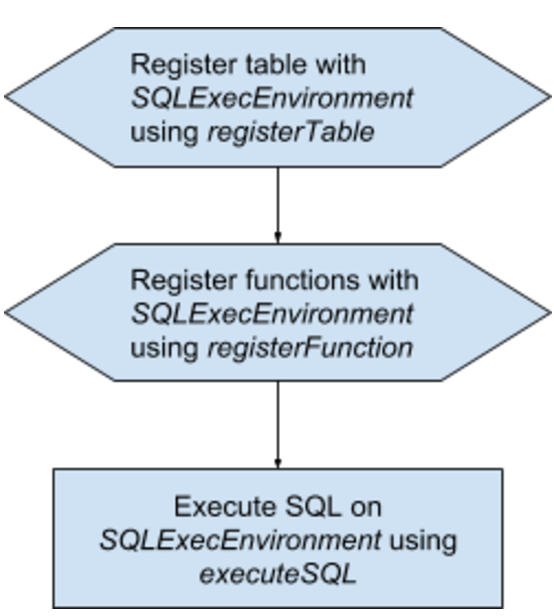 Register table with
SQLExecEnvironment
using registerTable
Register functions with
SQLExecEnvironment
using registerFunction
Execute SQL on
SQLExecEnvironment using
executeSQL